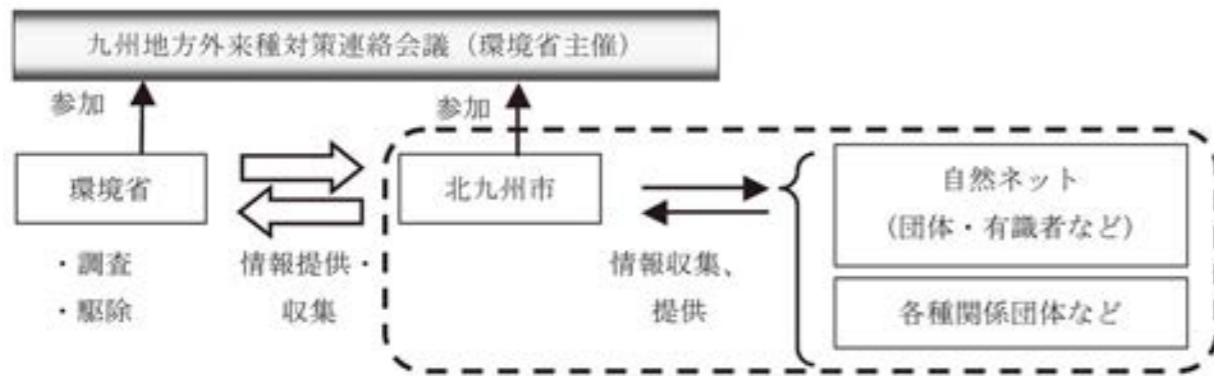 九州地方外来種対策連絡会議（環境省主催）
参加
参加
環境省
北九州市
自然ネット
（団体・有識者など）
・調査
・駆除
情報提供・
収集
情報収集、
提供
各種関係団体など